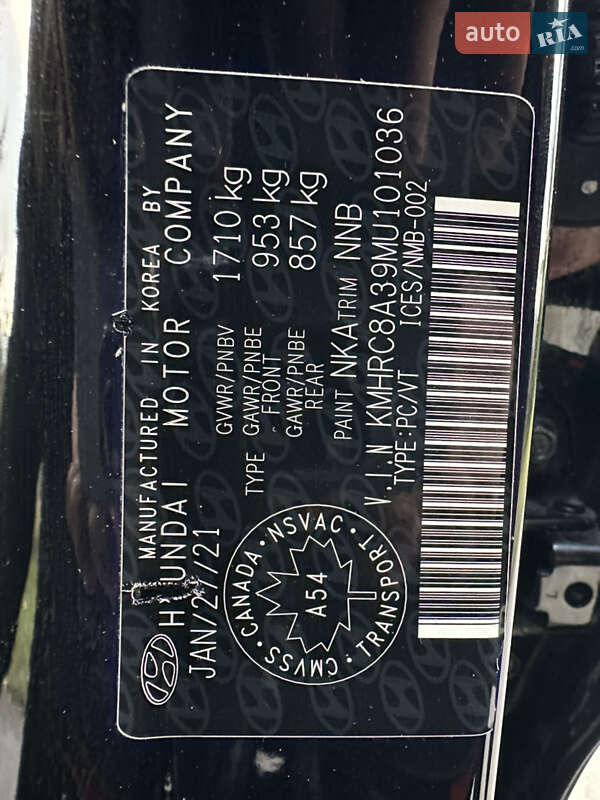 auto RIA .com
MANUFACTURED IN KOREA BY
HYUNDAI MOTOR COMPANY
JAN/27/21
GVWR/PNBV 1710 kg
TYPE GAWR/PNBE FRONT 953 kg
GAWR/PNBE REAR 857 kg
PAINT NKA TRIM NNB
V.I.N KMHRC8A39MU101036
TYPE:PC/VT ICES/NMB-002
CANADA · NSVAC · TRANSPORT · CMVSS ·
A54
L